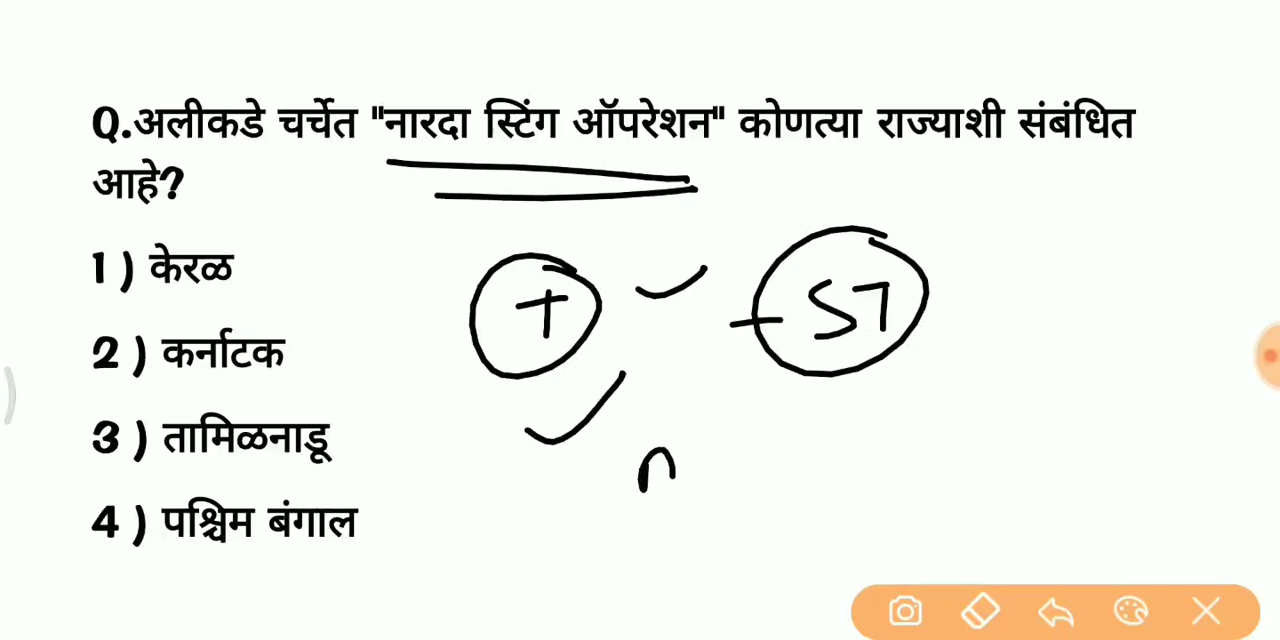 Q.अलीकडे चर्चेत "नारदा स्टिंग ऑपरेशन" कोणत्या राज्याशी संबंधित
आहे?
1 ) केरळ
+
ST
2 ) कर्नाटक
3 ) तामिळनाडू
n
4 ) पश्चिम बंगाल